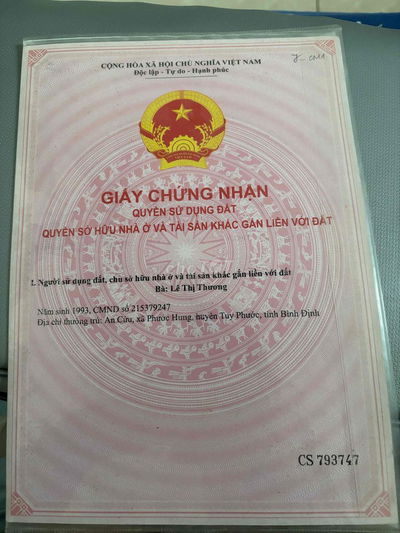 CỘNG HÒA XÃ HỘI CHỦ NGHĨA VIỆT NAM
Độc lập - Tự do - Hạnh phúc
GIẤY CHỨNG NHẬN
QUYỀN SỬ DỤNG ĐẤT
QUYỀN SỞ HỮU NHÀ Ở VÀ TÀI SẢN KHÁC GẮN LIỀN VỚI ĐẤT
I. Người sử dụng đất, chủ sở hữu nhà ở và tài sản khác gắn liền với đất
Bà: Lê Thị Thương
Năm sinh 1993, CMND số 215379247
Địa chỉ thường trú: An Cửu, xã Phước Hưng, huyện Tuy Phước, tỉnh Bình Định
CS 793747